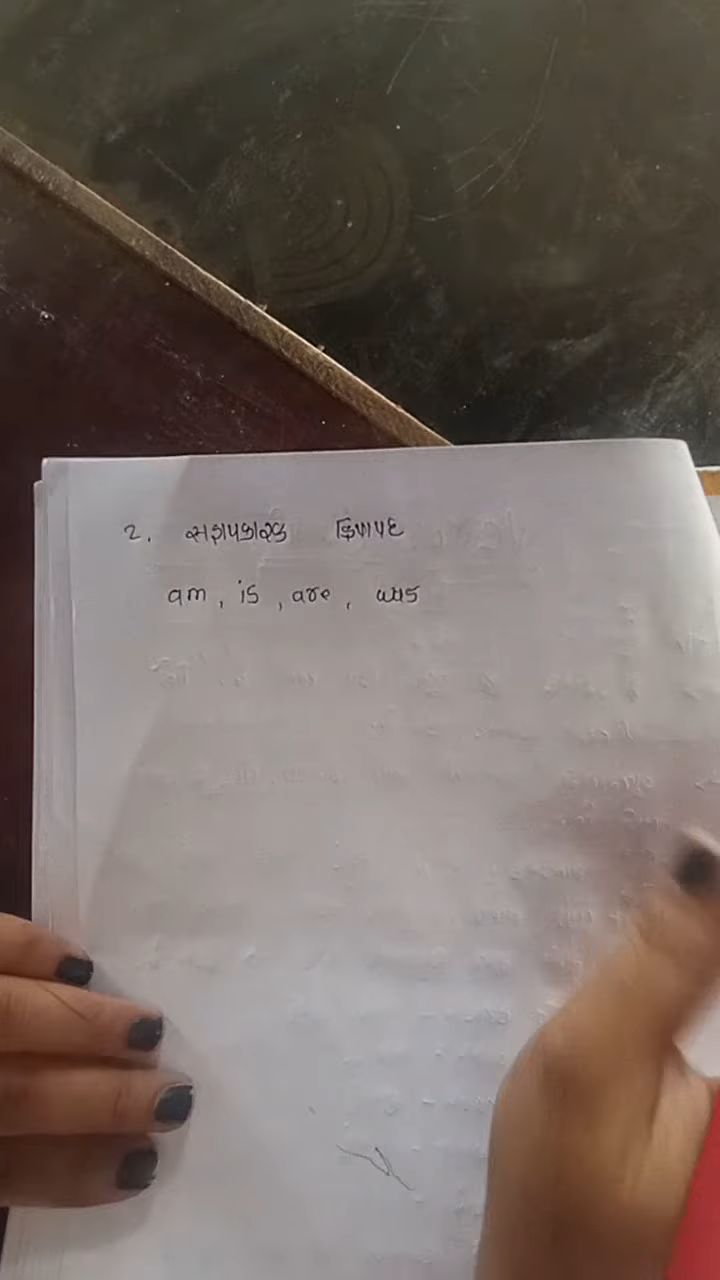 2. સહાયકારક ક્રિયાપદ
am, is, are, was